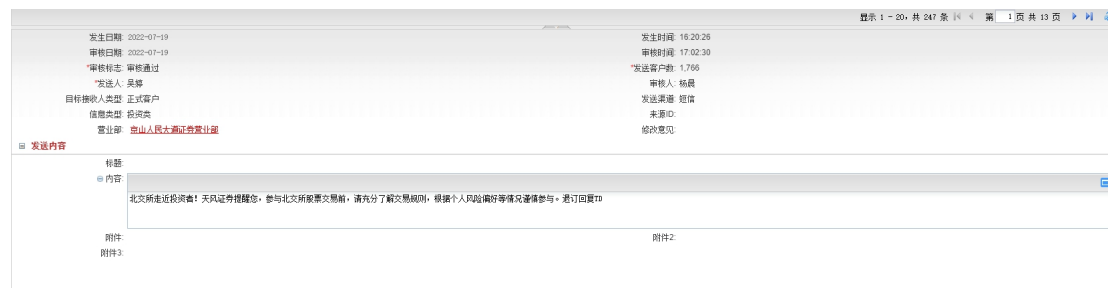 显示 1 - 20，共 247 条 第 1 页 共 13 页
发生日期: 2022-07-19 发生时间: 16:20:26
审核日期: 2022-07-19 审核时间: 17:02:30
*审核标志: 审核通过 *发送客户数: 1,766
*发送人: 吴婷 审核人: 杨晨
目标接收人类型: 正式客户 发送渠道: 短信
信息类型: 投资类 来源ID:
营业部: 京山人民大道证券营业部 修改意见:
发送内容
标题:
内容:
北交所走近投资者！天风证券提醒您，参与北交所股票交易前，请充分了解交易规则，根据个人风险偏好等情况谨慎参与。退订回复TD
附件: 附件2:
附件3: